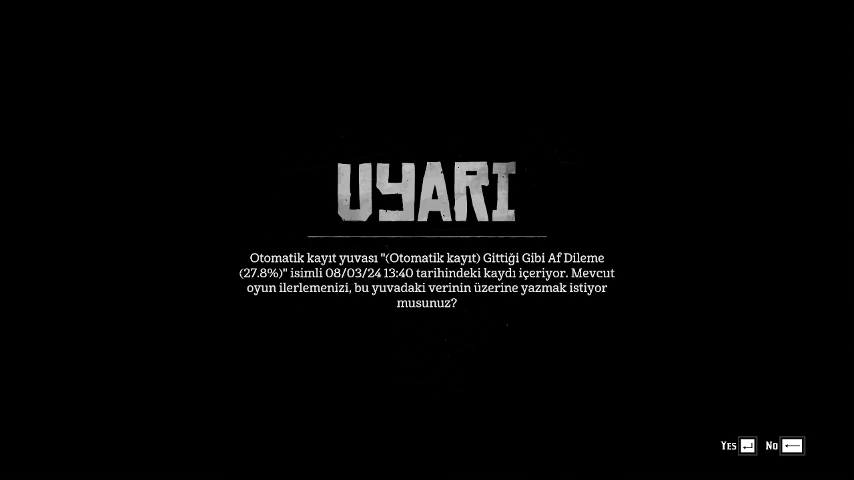 UYARI
Otomatik kayıt yuvası "(Otomatik kayıt) Gittiği Gibi Af Dileme
(27.8%)" isimli 08/03/24 13:40 tarihindeki kaydı içeriyor. Mevcut
oyun ilerlemenizi, bu yuvadaki verinin üzerine yazmak istiyor
musunuz?
YES NO